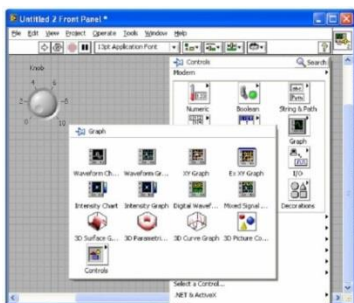 Untitled 2 Front Panel *
File Edit View Project Operate Tools Window Help
13pt Application Font
Controls Search
Modern
Knob
4 6
2 8
0 10
Numeric Boolean String & Path
Graph
I/O
Decorations
Graph
Waveform Ch... Waveform Gr... XY Graph Ex XY Graph
Intensity Chart Intensity Graph Digital Wavef... Mixed Signal ...
3D Surface G... 3D Parametri... 3D Curve Graph 3D Picture Co...
Controls
Select a Control...
.NET & ActiveX